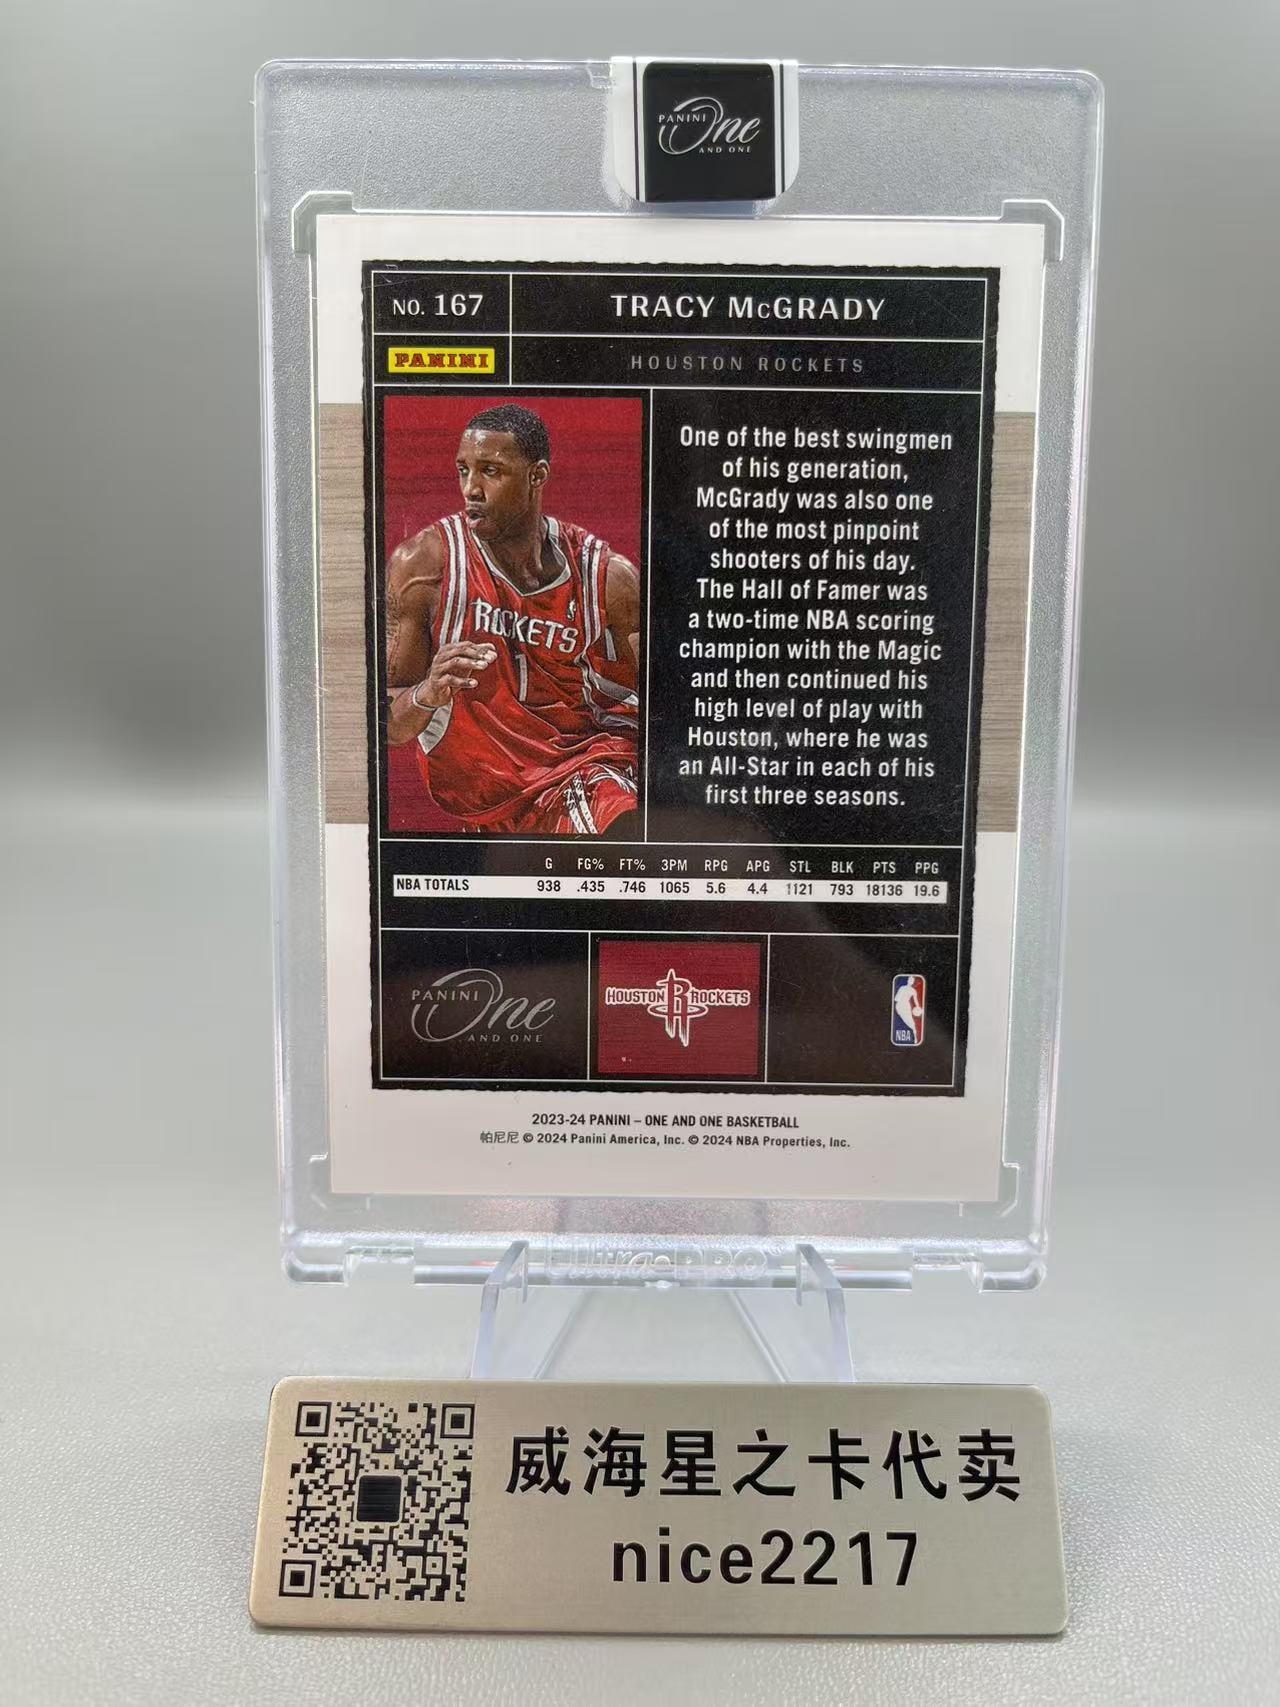 PANINI One
AND ONE
NO. 167
TRACY McGRADY
PANINI
HOUSTON ROCKETS
ROCKETS
1
One of the best swingmen
of his generation,
McGrady was also one
of the most pinpoint
shooters of his day.
The Hall of Famer was
a two-time NBA scoring
champion with the Magic
and then continued his
high level of play with
Houston, where he was
an All-Star in each of his
first three seasons.
G FG% FT% 3PM RPG APG STL BLK PTS PPG
NBA TOTALS 938 .435 .746 1065 5.6 4.4 1121 793 18136 19.6
PANINI One
AND ONE
HOUSTON R ROCKETS
NBA
2023-24 PANINI – ONE AND ONE BASKETBALL
帕尼尼 © 2024 Panini America, Inc. © 2024 NBA Properties, Inc.
Ultra·PRO
威海星之卡代卖
nice2217